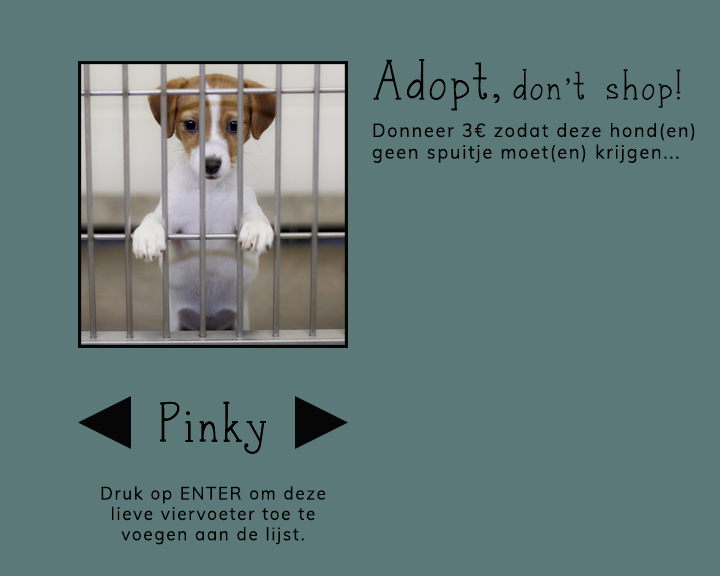 Adopt, don't shop!
Donneer 3€ zodat deze hond(en)
geen spuitje moet(en) krijgen...
Pinky
Druk op ENTER om deze
lieve viervoeter toe te
voegen aan de lijst.